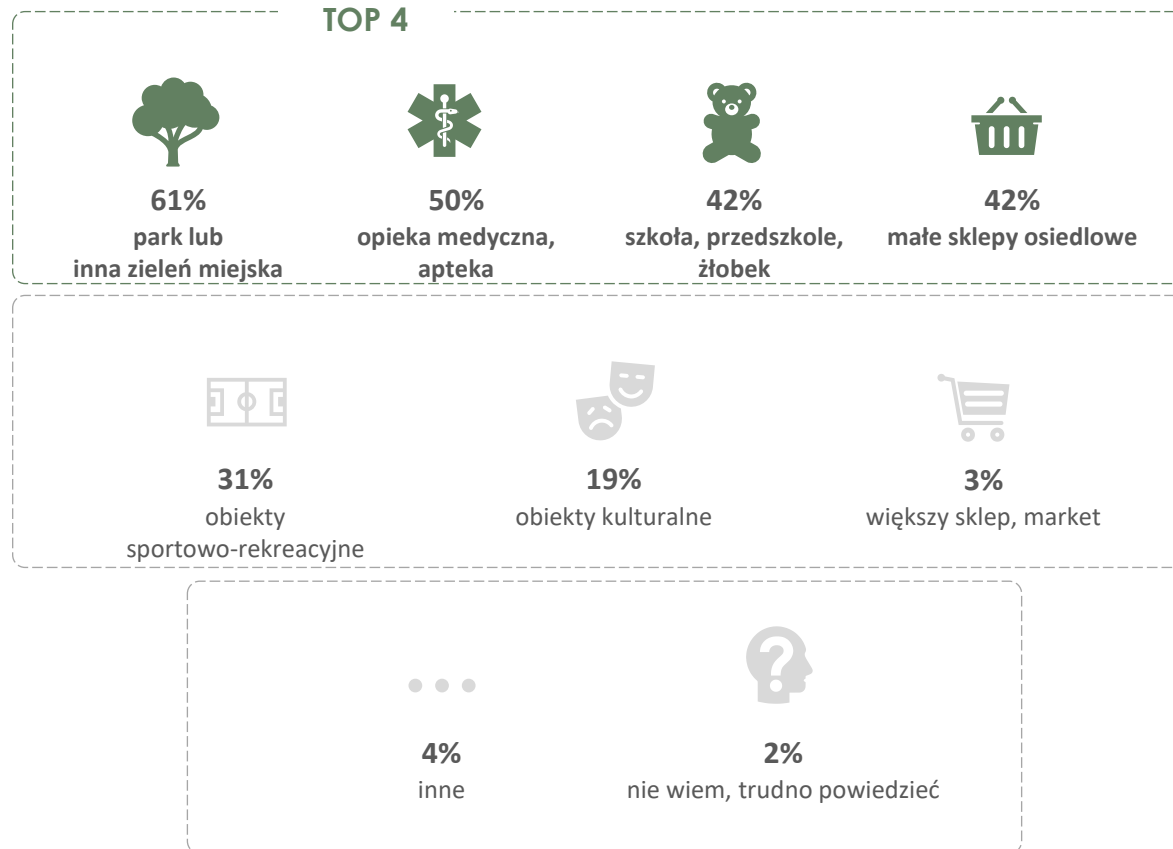 TOP 4
61%
park lub
inna zieleń miejska
50%
opieka medyczna,
apteka
42%
szkoła, przedszkole,
żłobek
42%
małe sklepy osiedlowe
31%
obiekty
sportowo-rekreacyjne
19%
obiekty kulturalne
3%
większy sklep, market
4%
inne
2%
nie wiem, trudno powiedzieć